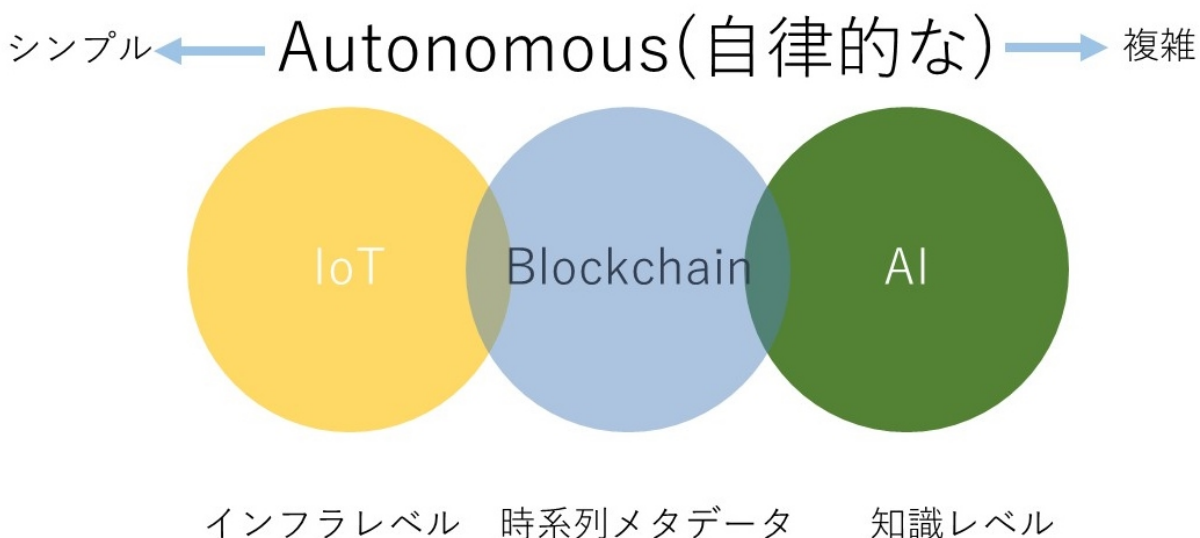 シンプル Autonomous(自律的な) 複雑
IoT Blockchain AI
インフラレベル 時系列メタデータ 知識レベル